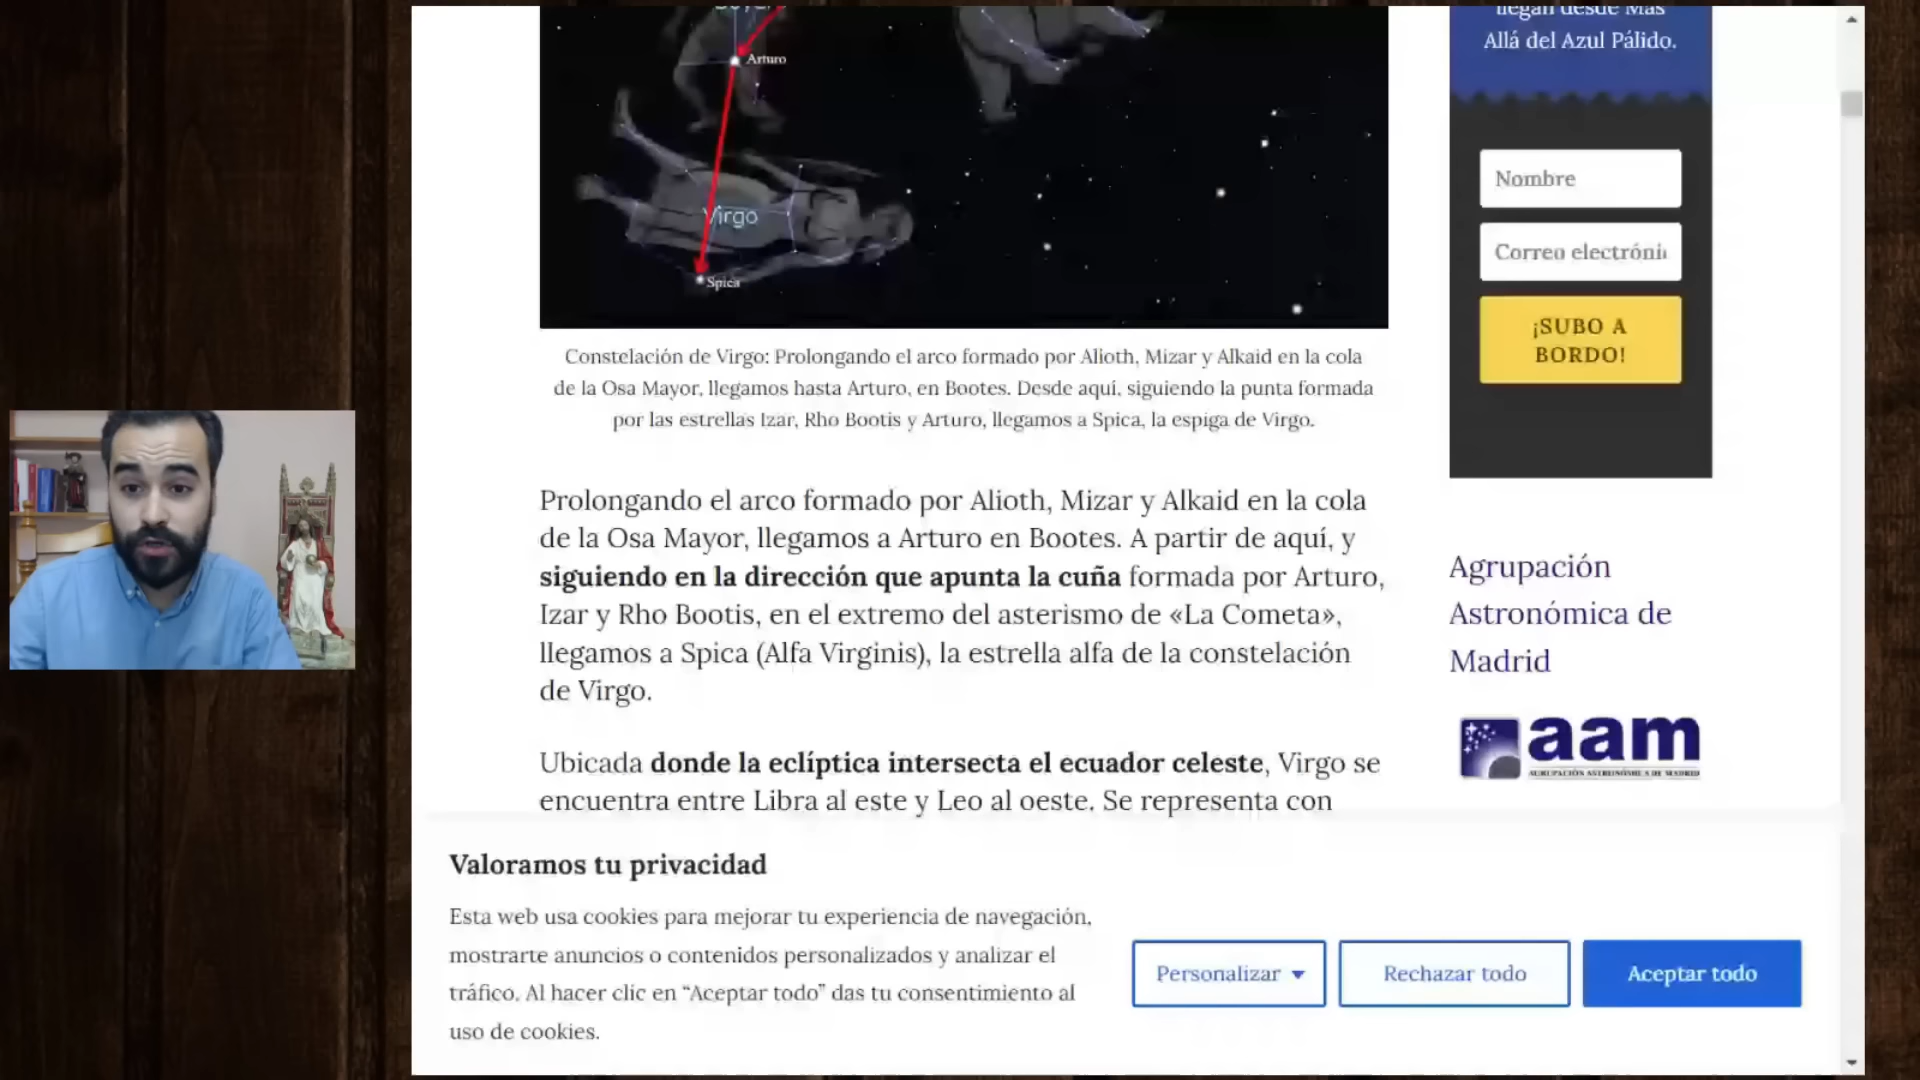 Arturo
Virgo
Spica
Constelación de Virgo: Prolongando el arco formado por Alioth, Mizar y Alkaid en la cola
de la Osa Mayor, llegamos hasta Arturo, en Bootes. Desde aquí, siguiendo la punta formada
por las estrellas Izar, Rho Bootis y Arturo, llegamos a Spica, la espiga de Virgo.
Prolongando el arco formado por Alioth, Mizar y Alkaid en la cola
de la Osa Mayor, llegamos a Arturo en Bootes. A partir de aquí, y
siguiendo en la dirección que apunta la cuña formada por Arturo,
Izar y Rho Bootis, en el extremo del asterismo de «La Cometa»,
llegamos a Spica (Alfa Virginis), la estrella alfa de la constelación
de Virgo.
Ubicada donde la eclíptica intersecta el ecuador celeste, Virgo se
encuentra entre Libra al este y Leo al oeste. Se representa con
llegan desde Más
Allá del Azul Pálido.
Nombre
Correo electróni
¡SUBO A
BORDO!
Agrupación
Astronómica de
Madrid
aam
AGRUPACIÓN ASTRONÓMICA DE MADRID
Valoramos tu privacidad
Esta web usa cookies para mejorar tu experiencia de navegación,
mostrarte anuncios o contenidos personalizados y analizar el
tráfico. Al hacer clic en “Aceptar todo” das tu consentimiento al
uso de cookies.
Personalizar
Rechazar todo
Aceptar todo